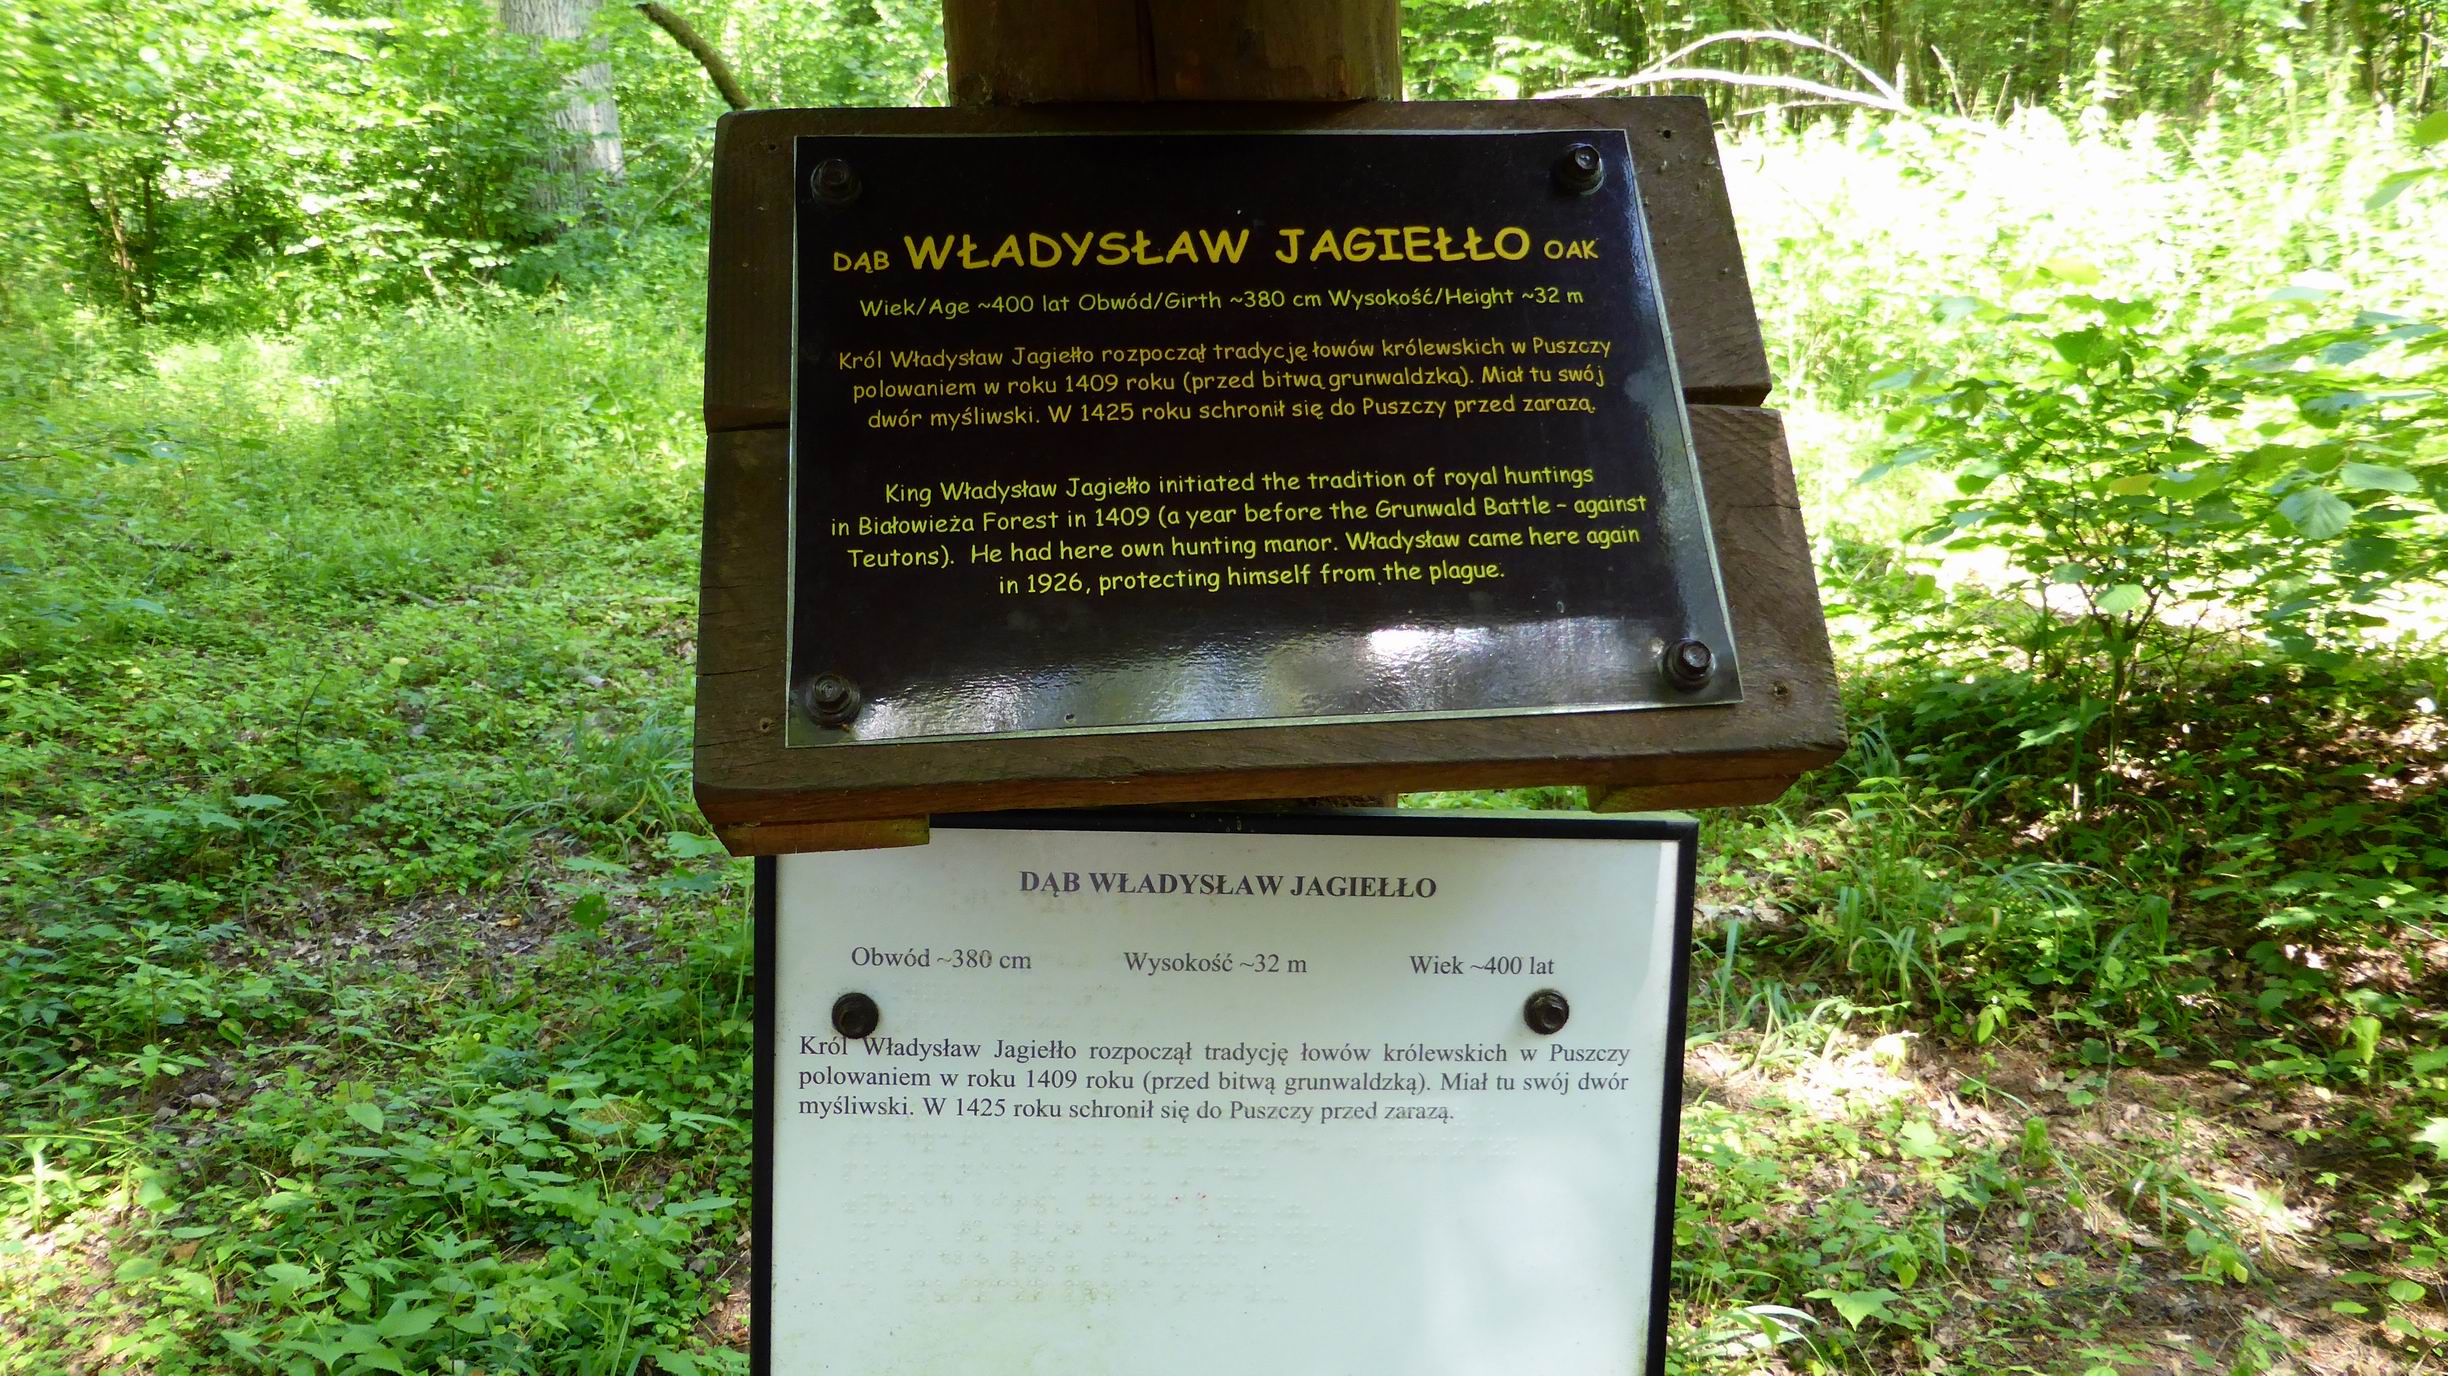 DĄB WŁADYSŁAW JAGIEŁŁO OAK
Wiek/Age ~400 lat Obwód/Girth ~380 cm Wysokość/Height ~32 m
Król Władysław Jagiełło rozpoczął tradycję łowów królewskich w Puszczy
polowaniem w roku 1409 roku (przed bitwą grunwaldzką). Miał tu swój
dwór myśliwski. W 1425 roku schronił się do Puszczy przed zarazą.
King Władysław Jagiełło initiated the tradition of royal huntings
in Białowieża Forest in 1409 (a year before the Grunwald Battle – against
Teutons). He had here own hunting manor. Władysław came here again
in 1926, protecting himself from the plague.
DĄB WŁADYSŁAW JAGIEŁŁO
Obwód ~380 cm Wysokość ~32 m Wiek ~400 lat
Król Władysław Jagiełło rozpoczął tradycję łowów królewskich w Puszczy
polowaniem w roku 1409 roku (przed bitwą grunwaldzką). Miał tu swój dwór
myśliwski. W 1425 roku schronił się do Puszczy przed zarazą.